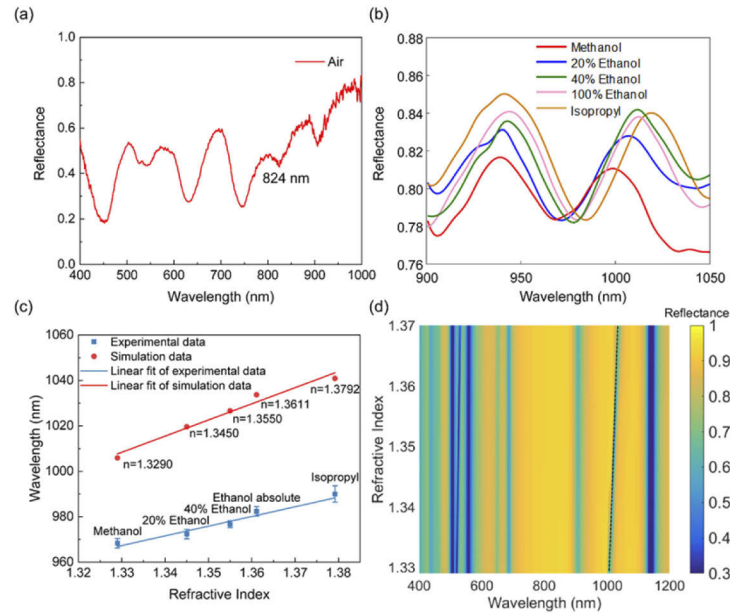 (a)
1.0
0.8
0.6
0.4
0.2
0.0
Reflectance
Air
824 nm
400 500 600 700 800 900 1000
Wavelength (nm)
(b)
0.88
0.84
0.80
0.76
Reflectance
Methanol
20% Ethanol
40% Ethanol
100% Ethanol
Isopropyl
900 950 1000 1050
Wavelength (nm)
(c)
1060
1040
1020
1000
980
960
Wavelength (nm)
Experimental data
Simulation data
Linear fit of experimental data
Linear fit of simulation data
n=1.3792
n=1.3611
n=1.3550
n=1.3450
n=1.3290
Isopropyl
Ethanol absolute
40% Ethanol
20% Ethanol
Methanol
1.32 1.33 1.34 1.35 1.36 1.37 1.38
Refractive Index
(d)
Reflectance
1.37
1.36
1.35
1.34
1.33
Refractive Index
400 600 800 1000 1200
Wavelength (nm)
1
0.9
0.8
0.7
0.6
0.5
0.4
0.3